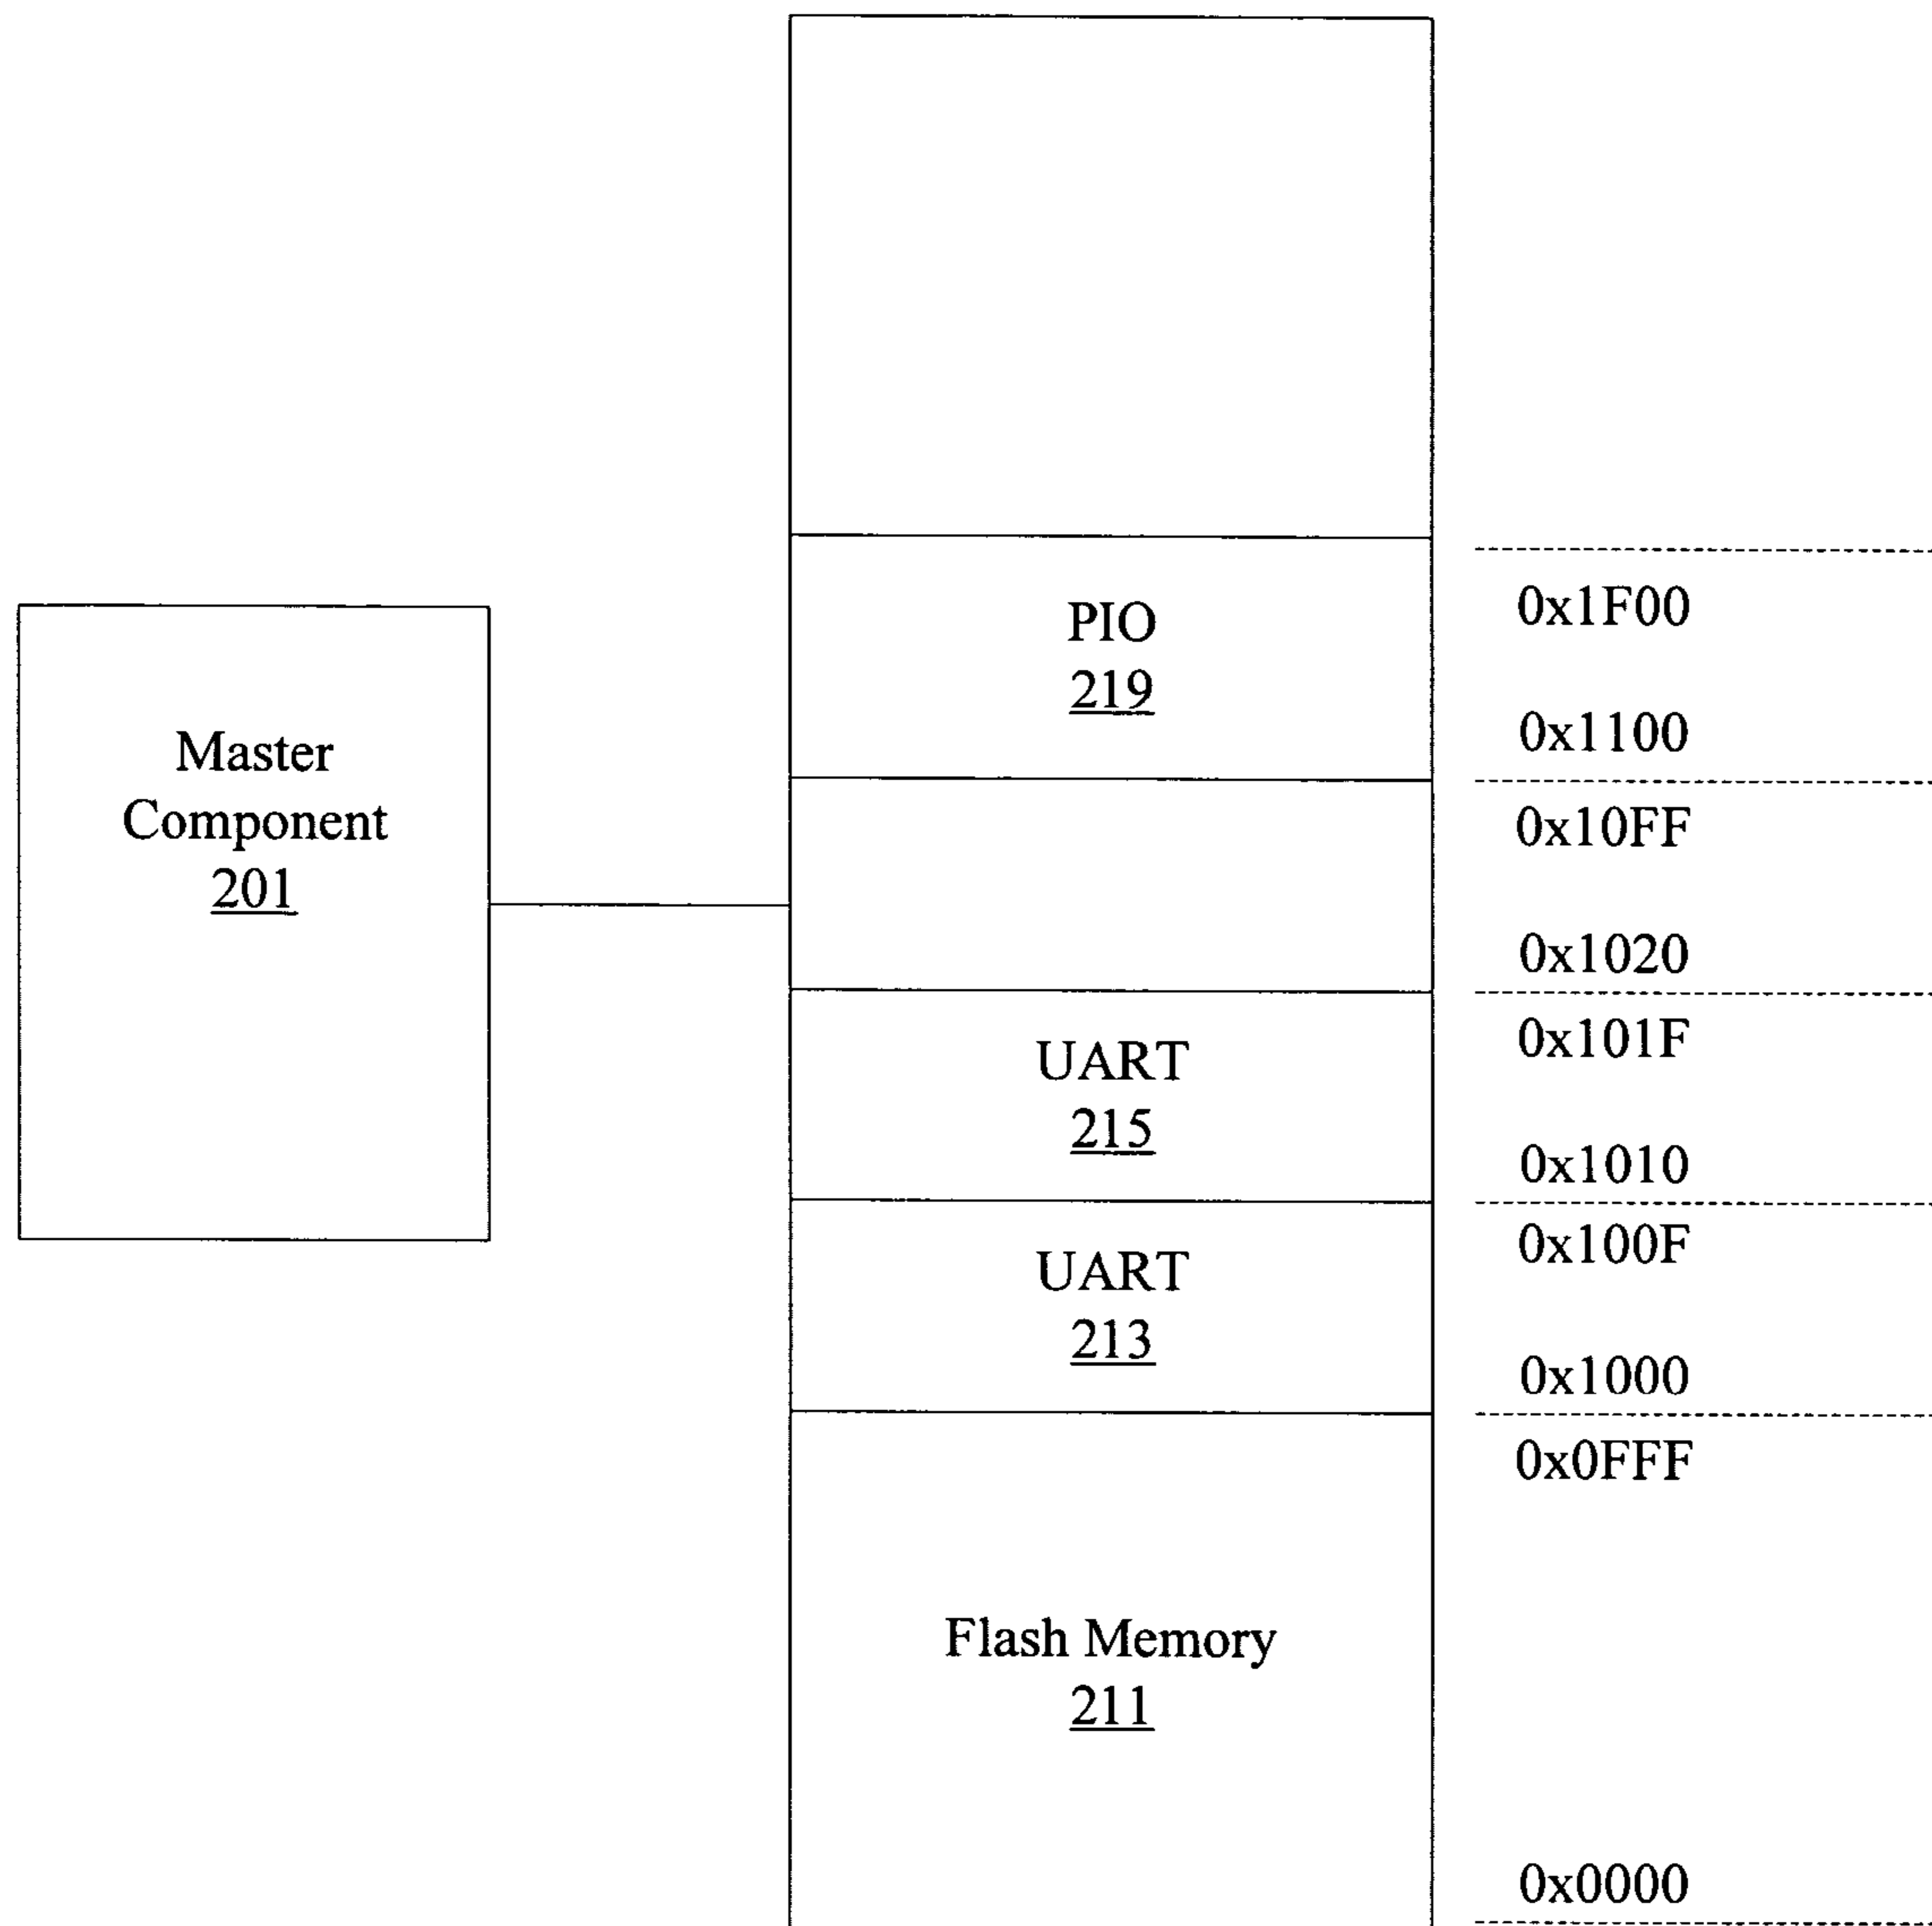 PIO
219
0x1F00
0x1100
Master
Component
201
0x10FF
0x1020
UART
215
0x101F
0x1010
UART
213
0x100F
0x1000
Flash Memory
211
0x0FFF
0x0000